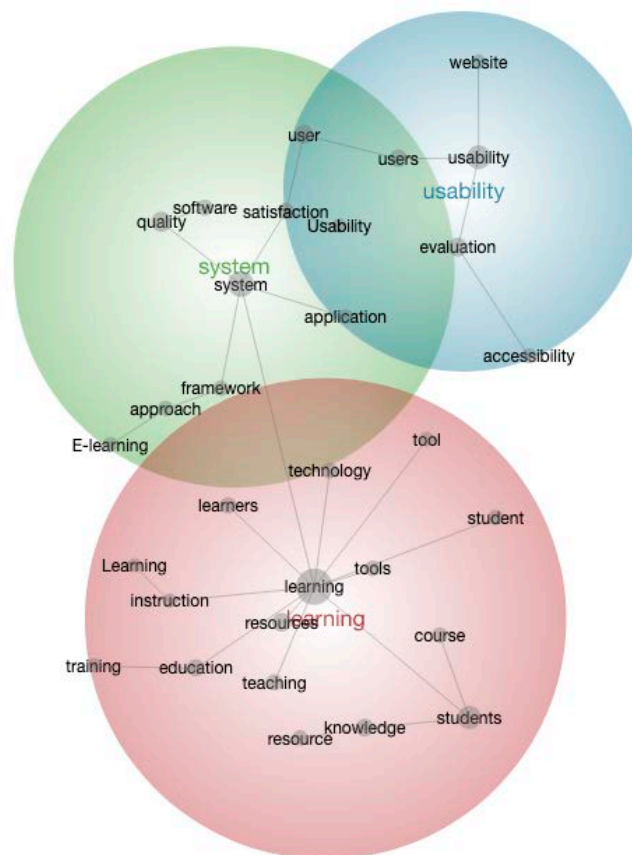 website
user
users
usability
usability
software
satisfaction
quality
Usability
evaluation
system
system
application
accessibility
framework
approach
E-learning
tool
technology
learners
student
Learning
tools
learning
instruction
resources
learning
course
training
education
teaching
students
knowledge
resource